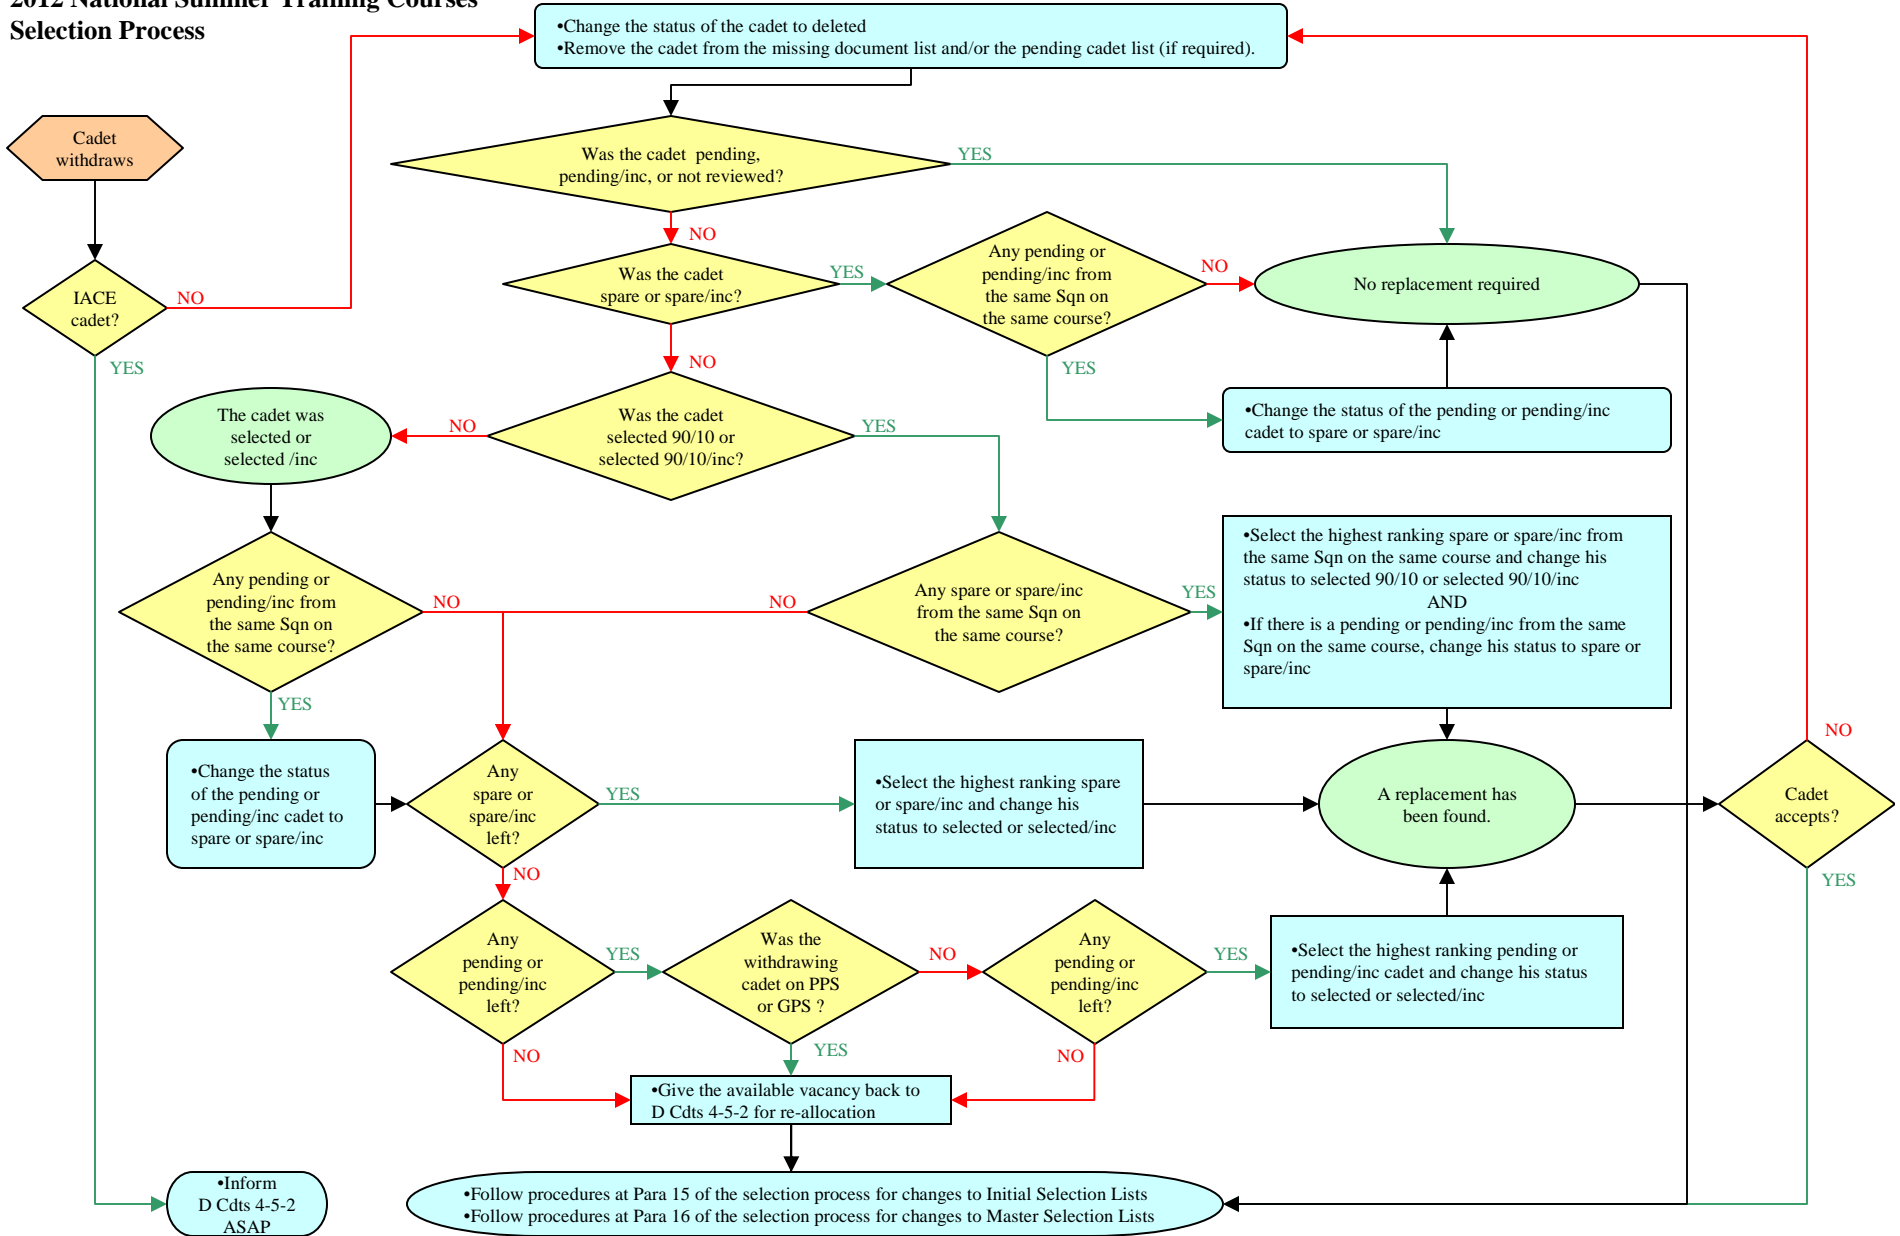 2012 National Summer Training Courses
Selection Process
•Change the status of the cadet to deleted
•Remove the cadet from the missing document list and/or the pending cadet list (if required).
Cadet
withdraws
Was the cadet pending,
pending/inc, or not reviewed?
YES
NO
IACE
cadet?
NO
YES
Was the cadet
spare or spare/inc?
YES
NO
Any pending or
pending/inc from
the same Sqn on
the same course?
NO
YES
No replacement required
•Change the status of the pending or pending/inc
cadet to spare or spare/inc
The cadet was
selected or
selected /inc
NO
Was the cadet
selected 90/10 or
selected 90/10/inc?
YES
Any pending or
pending/inc from
the same Sqn on
the same course?
NO
YES
NO
Any spare or spare/inc
from the same Sqn on
the same course?
YES
•Select the highest ranking spare or spare/inc from
the same Sqn on the same course and change his
status to selected 90/10 or selected 90/10/inc
AND
•If there is a pending or pending/inc from the same
Sqn on the same course, change his status to spare or
spare/inc
•Change the status
of the pending or
pending/inc cadet to
spare or spare/inc
Any
spare or
spare/inc
left?
YES
NO
•Select the highest ranking spare
or spare/inc and change his
status to selected or selected/inc
A replacement has
been found.
NO
Cadet
accepts?
YES
Any
pending or
pending/inc
left?
YES
NO
Was the
withdrawing
cadet on PPS
or GPS ?
NO
YES
Any
pending or
pending/inc
left?
YES
NO
•Select the highest ranking pending or
pending/inc cadet and change his status
to selected or selected/inc
•Give the available vacancy back to
D Cdts 4-5-2 for re-allocation
•Inform
D Cdts 4-5-2
ASAP
•Follow procedures at Para 15 of the selection process for changes to Initial Selection Lists
•Follow procedures at Para 16 of the selection process for changes to Master Selection Lists